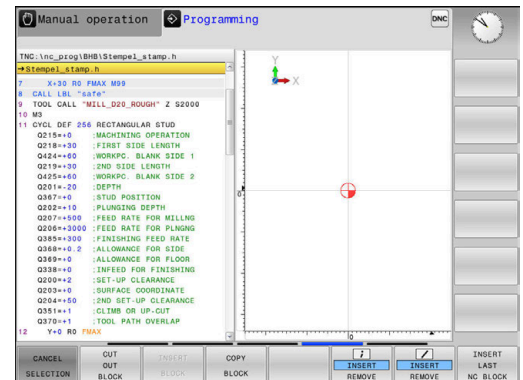 Manual operation
Programming
DNC
TNC:\nc_prog\BHB\Stempel_stamp.h
→Stempel_stamp.h
7 X+30 R0 FMAX M99
8 CALL LBL "safe"
9 TOOL CALL "MILL_D20_ROUGH" Z S2000
10 M3
11 CYCL DEF 256 RECTANGULAR STUD
Q215=+0 ;MACHINING OPERATION
Q218=+30 ;FIRST SIDE LENGTH
Q424=+60 ;WORKPC. BLANK SIDE 1
Q219=+30 ;2ND SIDE LENGTH
Q425=+60 ;WORKPC. BLANK SIDE 2
Q201=-20 ;DEPTH
Q367=+0 ;STUD POSITION
Q202=+10 ;PLUNGING DEPTH
Q207=+500 ;FEED RATE FOR MILLNG
Q206=+3000 ;FEED RATE FOR PLNGNG
Q385=+300 ;FINISHING FEED RATE
Q368=+0.2 ;ALLOWANCE FOR SIDE
Q369=+0 ;ALLOWANCE FOR FLOOR
Q338=+0 ;INFEED FOR FINISHING
Q200=+2 ;SET-UP CLEARANCE
Q203=+0 ;SURFACE COORDINATE
Q204=+50 ;2ND SET-UP CLEARANCE
Q351=+1 ;CLIMB OR UP-CUT
Q370=+1 ;TOOL PATH OVERLAP
12 Y+0 R0 FMAX
Y
X
0
0
CANCEL SELECTION
CUT OUT BLOCK
INSERT BLOCK
COPY BLOCK
i INSERT REMOVE
/ INSERT REMOVE
INSERT LAST NC BLOCK